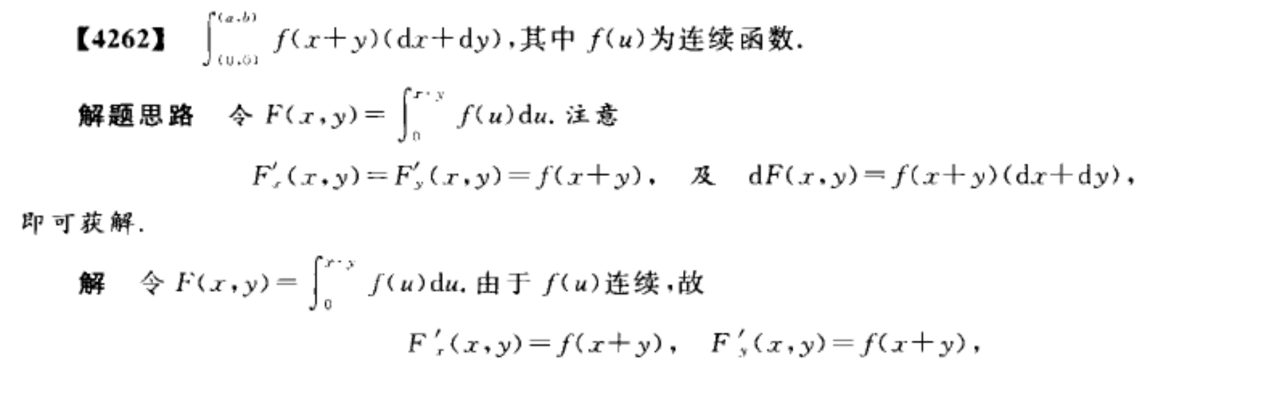 【4262】 ∫_{(0,0)}^{(a,b)} f(x+y)(dx+dy),其中 f(u)为连续函数.
解题思路 令 F(x,y)=∫_0^{x+y} f(u)du. 注意
F′_x(x,y)=F′_y(x,y)=f(x+y), 及 dF(x,y)=f(x+y)(dx+dy),
即可获解.
解 令 F(x,y)=∫_0^{x+y} f(u)du. 由于 f(u)连续,故
F′_x(x,y)=f(x+y), F′_y(x,y)=f(x+y),